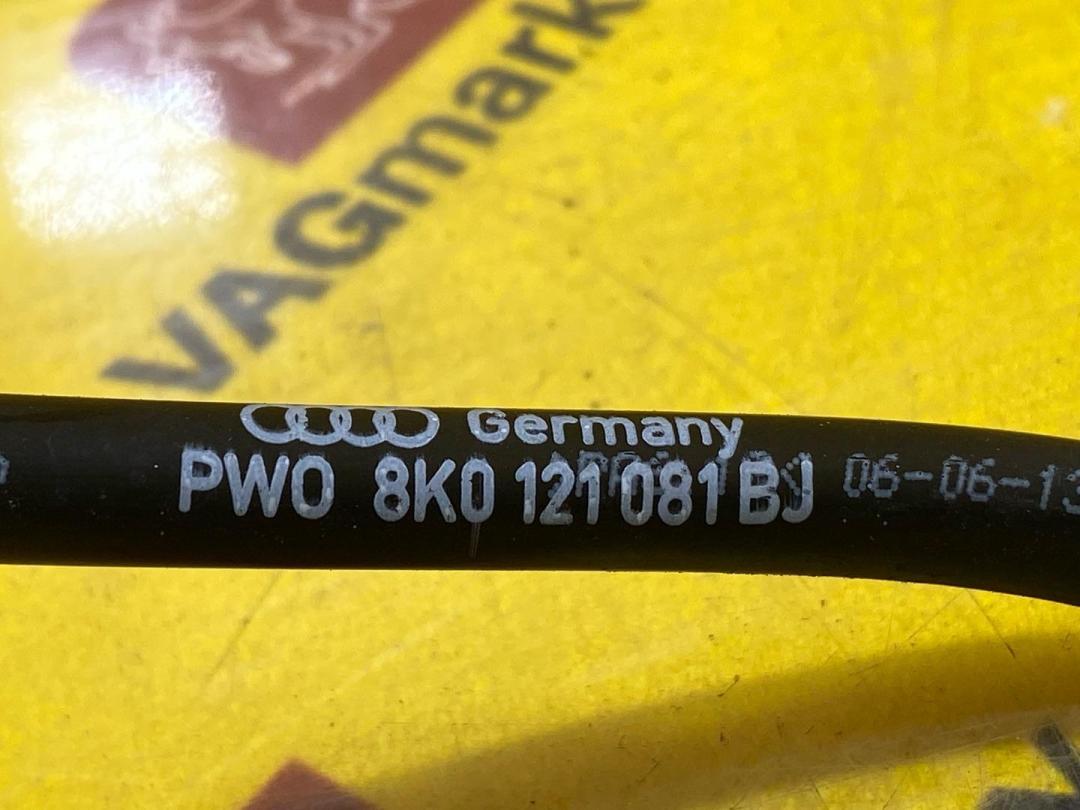 VAGmark
Germany
PWO 8K0 121 081 BJ 06-06-13